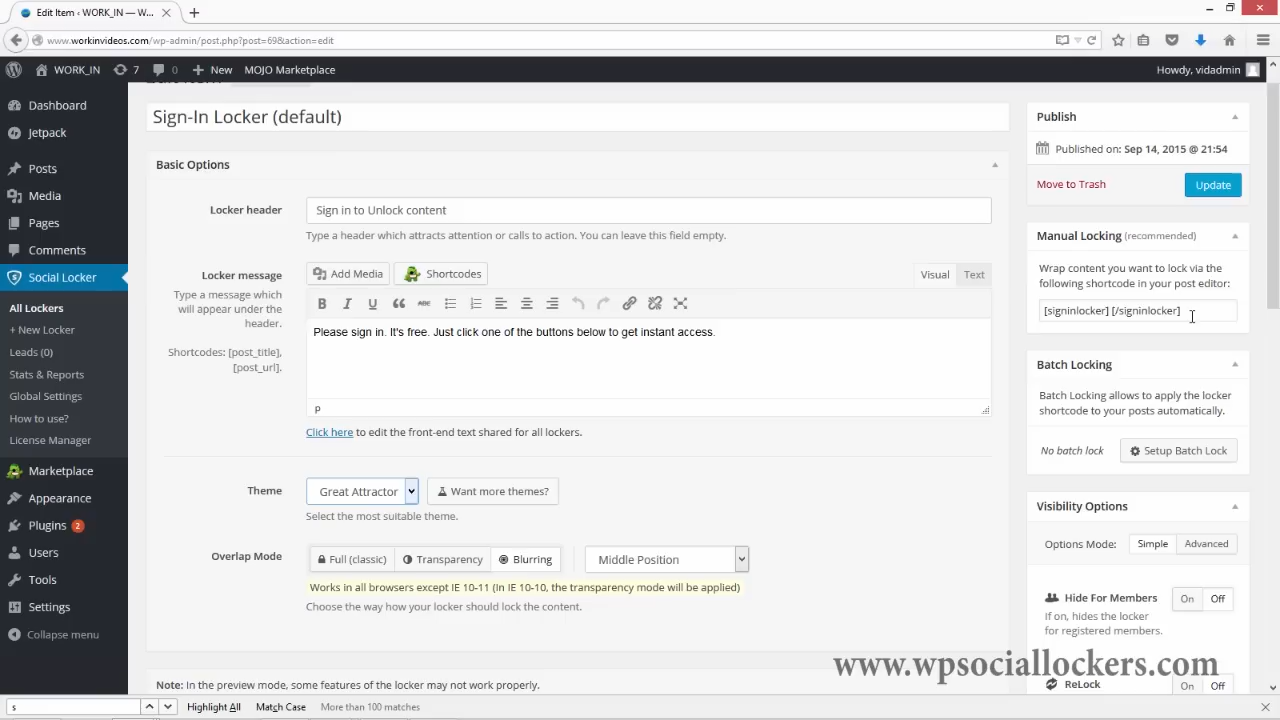 Edit Item ‹ WORK_IN — W...
www.workinvideos.com/wp-admin/post.php?post=69&action=edit
WORK_IN 7 0 New MOJO Marketplace Howdy, vidadmin
Dashboard
Jetpack
Posts
Media
Pages
Comments
Social Locker
All Lockers
+ New Locker
Leads (0)
Stats & Reports
Global Settings
How to use?
License Manager
Marketplace
Appearance
Plugins 2
Users
Tools
Settings
Collapse menu
Sign-In Locker (default)
Basic Options
Locker header
Sign in to Unlock content
Type a header which attracts attention or calls to action. You can leave this field empty.
Locker message
Type a message which
will appear under the
header.
Shortcodes: [post_title],
[post_url].
Add Media Shortcodes Visual Text
B I U ABC
Please sign in. It's free. Just click one of the buttons below to get instant access.
p
Click here to edit the front-end text shared for all lockers.
Theme
Great Attractor Want more themes?
Select the most suitable theme.
Overlap Mode
Full (classic) Transparency Blurring Middle Position
Works in all browsers except IE 10-11 (In IE 10-10, the transparency mode will be applied)
Choose the way how your locker should lock the content.
Note: In the preview mode, some features of the locker may not work properly.
Publish
Published on: Sep 14, 2015 @ 21:54
Move to Trash Update
Manual Locking (recommended)
Wrap content you want to lock via the
following shortcode in your post editor:
[signinlocker] [/signinlocker]
Batch Locking
Batch Locking allows to apply the locker
shortcode to your posts automatically.
No batch lock Setup Batch Lock
Visibility Options
Options Mode: Simple Advanced
Hide For Members On Off
If on, hides the locker
for registered members.
ReLock On Off
www.wpsociallockers.com
s Highlight All Match Case More than 100 matches